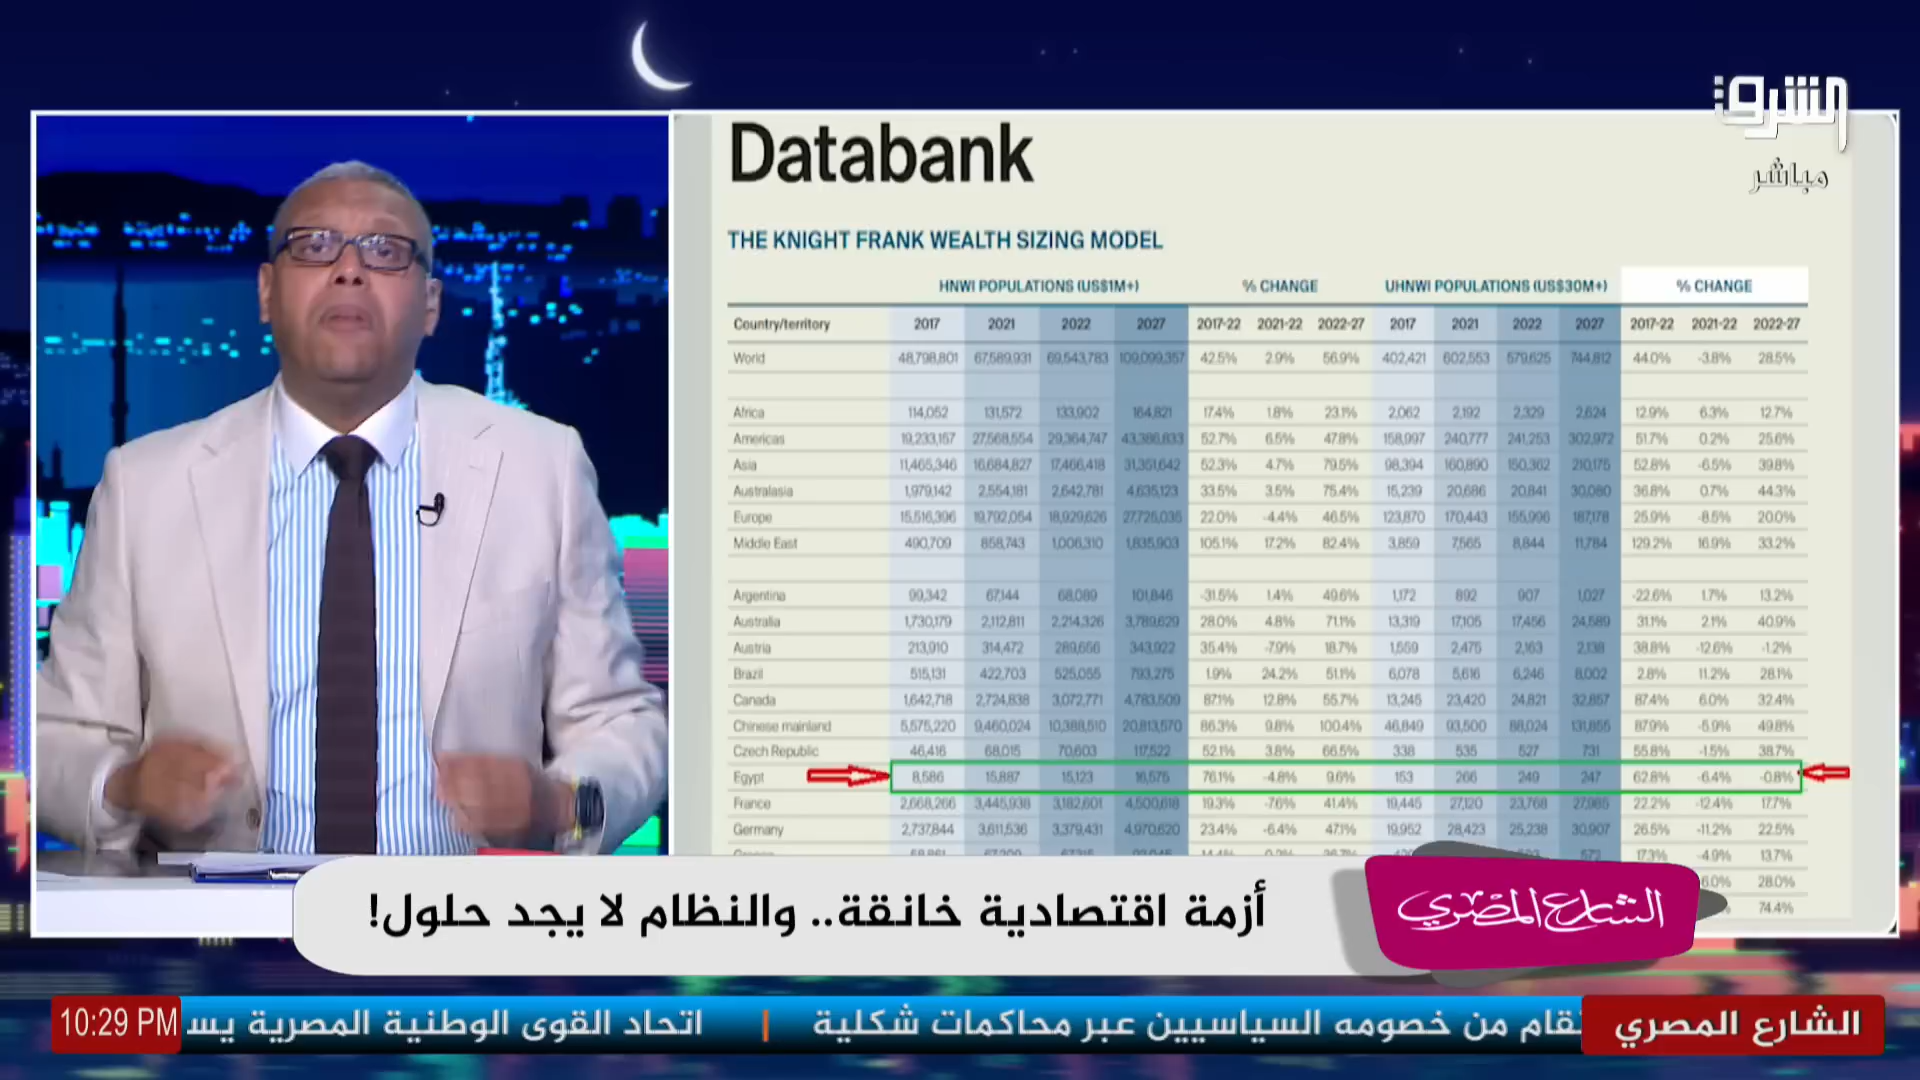 الشرق
مباشر
Databank
THE KNIGHT FRANK WEALTH SIZING MODEL
HNWI POPULATIONS (US$1M+) % CHANGE UHNWI POPULATIONS (US$30M+) % CHANGE
Country/territory 2017 2021 2022 2027 2017-22 2021-22 2022-27 2017 2021 2022 2027 2017-22 2021-22 2022-27
World 48,798,801 67,589,931 69,543,783 109,099,357 42.5% 2.9% 56.9% 402,421 602,553 579,625 744,812 44.0% -3.8% 28.5%
Africa 114,052 131,572 133,902 164,821 17.4% 1.8% 23.1% 2,062 2,192 2,329 2,624 12.9% 6.3% 12.7%
Americas 19,233,157 27,568,554 29,364,747 43,386,833 52.7% 6.5% 47.8% 158,997 240,777 241,253 302,972 51.7% 0.2% 25.6%
Asia 11,465,346 16,684,827 17,466,418 31,351,642 52.3% 4.7% 79.5% 98,394 160,890 150,362 210,175 52.8% -6.5% 39.8%
Australasia 1,979,142 2,554,181 2,642,781 4,635,123 33.5% 3.5% 75.4% 15,239 20,686 20,841 30,080 36.8% 0.7% 44.3%
Europe 15,516,396 19,792,054 18,929,626 27,725,035 22.0% -4.4% 46.5% 123,870 170,443 155,996 187,178 25.9% -8.5% 20.0%
Middle East 490,709 858,743 1,006,310 1,835,903 105.1% 17.2% 82.4% 3,859 7,565 8,844 11,784 129.2% 16.9% 33.2%
Argentina 99,342 67,144 68,089 101,846 -31.5% 1.4% 49.6% 1,172 892 907 1,027 -22.6% 1.7% 13.2%
Australia 1,730,179 2,112,811 2,214,326 3,789,629 28.0% 4.8% 71.1% 13,319 17,105 17,456 24,589 31.1% 2.1% 40.9%
Austria 213,910 314,472 289,656 343,922 35.4% -7.9% 18.7% 1,559 2,475 2,163 2,138 38.8% -12.6% -1.2%
Brazil 515,131 422,703 525,055 793,275 1.9% 24.2% 51.1% 6,078 5,616 6,246 8,002 2.8% 11.2% 28.1%
Canada 1,642,718 2,724,838 3,072,771 4,783,509 87.1% 12.8% 55.7% 13,245 23,420 24,821 32,857 87.4% 6.0% 32.4%
Chinese mainland 5,575,220 9,460,024 10,388,510 20,813,570 86.3% 9.8% 100.4% 46,849 93,500 88,024 131,855 87.9% -5.9% 49.8%
Czech Republic 46,416 68,015 70,603 117,522 52.1% 3.8% 66.5% 338 535 527 731 55.8% -1.5% 38.7%
Egypt 8,586 15,887 15,123 16,575 76.1% -4.8% 9.6% 153 266 249 247 62.8% -6.4% -0.8%
France 2,668,266 3,445,938 3,182,601 4,500,618 19.3% -7.6% 41.4% 19,445 27,120 23,768 27,985 22.2% -12.4% 17.7%
Germany 2,737,844 3,611,536 3,379,431 4,970,620 23.4% -6.4% 47.1% 19,952 28,423 25,238 30,907 26.5% -11.2% 22.5%
17.3% -4.9% 13.7%
28.0%
74.4%
الشارع المصري
أزمة اقتصادية خانقة.. والنظام لا يجد حلول!
الشارع المصري
من خصومه السياسيين عبر محاكمات شكلية | اتحاد القوى الوطنية المصرية
10:29 PM